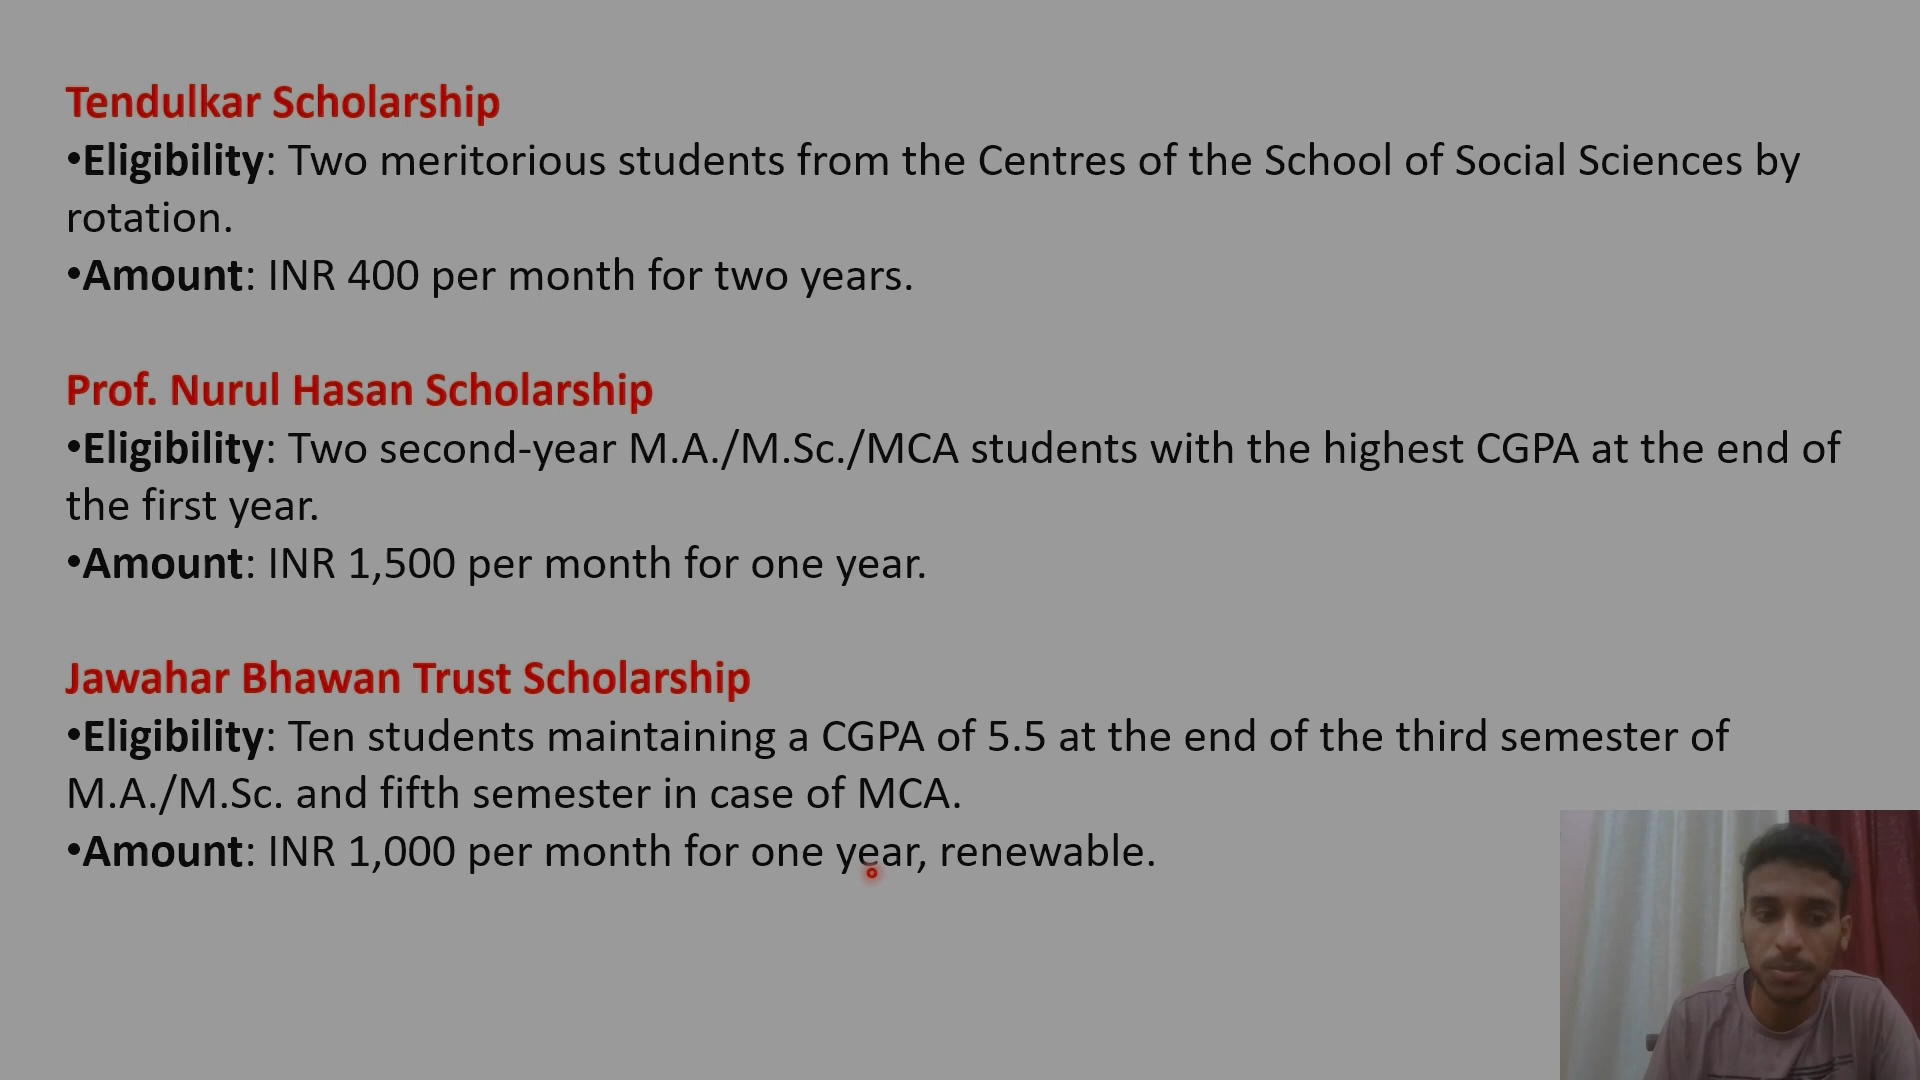 Tendulkar Scholarship
•Eligibility: Two meritorious students from the Centres of the School of Social Sciences by
rotation.
•Amount: INR 400 per month for two years.
Prof. Nurul Hasan Scholarship
•Eligibility: Two second-year M.A./M.Sc./MCA students with the highest CGPA at the end of
the first year.
•Amount: INR 1,500 per month for one year.
Jawahar Bhawan Trust Scholarship
•Eligibility: Ten students maintaining a CGPA of 5.5 at the end of the third semester of
M.A./M.Sc. and fifth semester in case of MCA.
•Amount: INR 1,000 per month for one year, renewable.